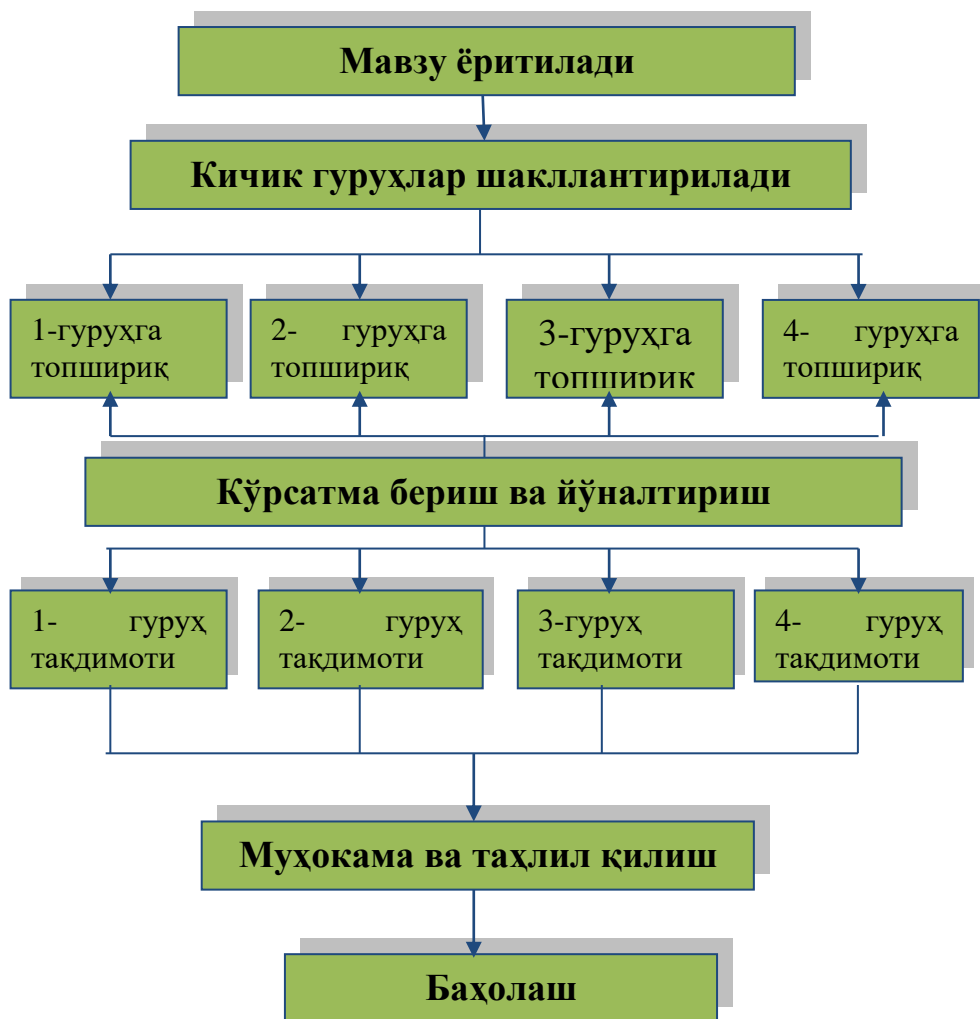 Мавзу ёритилади
Кичик гуруҳлар шакллантирилади
1-гуруҳга
топшириқ
2- гуруҳга
топшириқ
3-гуруҳга
топшириқ
4- гуруҳга
топшириқ
Кўрсатма бериш ва йўналтириш
1- гуруҳ
тақдимоти
2- гуруҳ
тақдимоти
3-гуруҳ
тақдимоти
4- гуруҳ
тақдимоти
Муҳокама ва таҳлил қилиш
Баҳолаш